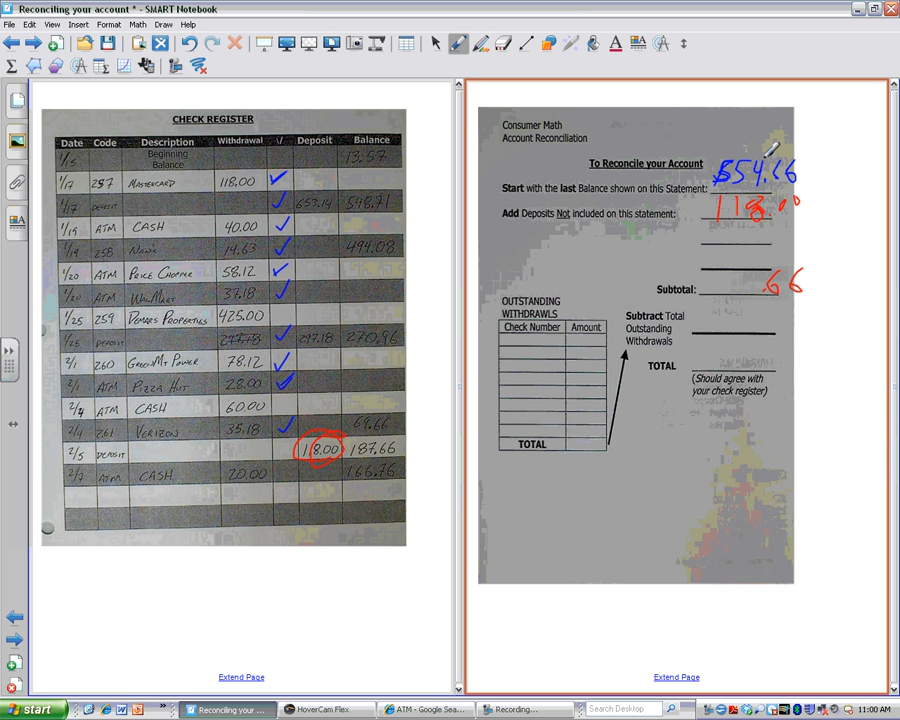 Reconciling your account * - SMART Notebook
File Edit View Insert Format Math Draw Help
CHECK REGISTER
Date Code Description Withdrawal √ Deposit Balance
1/5 Beginning Balance 13.57
1/17 257 MASTERCARD 118.00
1/17 DEPOSIT 653.14 548.71
1/19 ATM CASH 40.00
1/19 258 14.63 494.08
1/20 ATM PRICE CHOPPER 58.12
1/20 ATM WALMART 37.18
1/25 259 DEMARS PROPERTIES 425.00
1/25 DEPOSIT 297.18 270.96
2/1 260 GREEN MT POWER 78.12
2/1 ATM PIZZA HUT 28.00
2/4 ATM CASH 60.00
2/4 261 VERIZON 35.18 69.66
2/5 DEPOSIT 118.00 187.66
2/7 ATM CASH 20.00 166.76
Extend Page
Consumer Math
Account Reconciliation
To Reconcile your Account
Start with the last Balance shown on this Statement: $554.66
Add Deposits Not included on this statement: 118.00
Subtotal: .66
OUTSTANDING
WITHDRAWLS
Check Number Amount
TOTAL
Subtract Total
Outstanding
Withdrawals
TOTAL
(Should agree with
your check register)
Extend Page
start
Reconciling your ...
HoverCam Flex
ATM - Google Sea...
Recording...
Search Desktop
11:00 AM